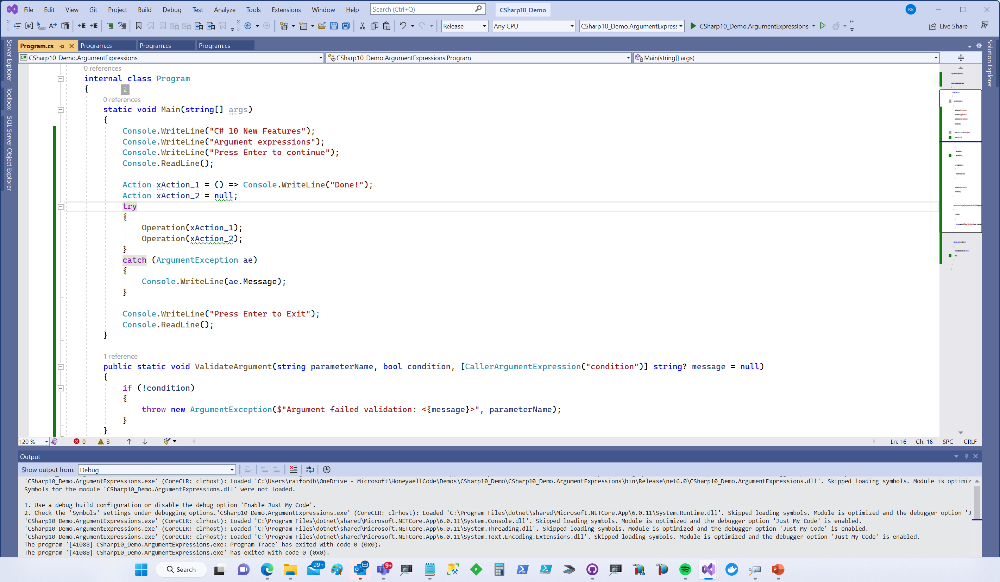 File Edit View Git Project Build Debug Test Analyze Tools Extensions Window Help Search (Ctrl+Q) CSharp10_Demo RB
Release Any CPU CSharp10_Demo.ArgumentExpress CSharp10_Demo.ArgumentExpressions Live Share
Server Explorer
Toolbox
SQL Server Object Explorer
Solution Explorer
Program.cs Program.cs Program.cs Program.cs
C# CSharp10_Demo.ArgumentExpressions CSharp10_Demo.ArgumentExpressions.Program Main(string[] args)
0 references
internal class Program
{ 2
0 references
static void Main(string[] args)
{
Console.WriteLine("C# 10 New Features");
Console.WriteLine("Argument expressions");
Console.WriteLine("Press Enter to continue");
Console.ReadLine();
Action xAction_1 = () => Console.WriteLine("Done!");
Action xAction_2 = null;
try
{
Operation(xAction_1);
Operation(xAction_2);
}
catch (ArgumentException ae)
{
Console.WriteLine(ae.Message);
}
Console.WriteLine("Press Enter to Exit");
Console.ReadLine();
}
1 reference
public static void ValidateArgument(string parameterName, bool condition, [CallerArgumentExpression("condition")] string? message = null)
{
if (!condition)
{
throw new ArgumentException($"Argument failed validation: <{message}>", parameterName);
}
}
120 % 0 3 Ln: 16 Ch: 16 SPC CRLF
Output
Show output from: Debug
'CSharp10_Demo.ArgumentExpressions.exe' (CoreCLR: clrhost): Loaded 'C:\Users\raifordb\OneDrive - Microsoft\HoneywellCode\Demos\CSharp10_Demo\CSharp10_Demo.ArgumentExpressions\bin\Release\net6.0\CSharp10_Demo.ArgumentExpressions.dll'. Skipped loading symbols. Module is optimiz
Symbols for the module 'CSharp10_Demo.ArgumentExpressions.dll' were not loaded.
1. Use a debug build configuration or disable the debug option 'Enable Just My Code'.
2. Check the 'Symbols' settings under debugging options.'CSharp10_Demo.ArgumentExpressions.exe' (CoreCLR: clrhost): Loaded 'C:\Program Files\dotnet\shared\Microsoft.NETCore.App\6.0.11\System.Runtime.dll'. Skipped loading symbols. Module is optimized and the debugger option 'J
'CSharp10_Demo.ArgumentExpressions.exe' (CoreCLR: clrhost): Loaded 'C:\Program Files\dotnet\shared\Microsoft.NETCore.App\6.0.11\System.Console.dll'. Skipped loading symbols. Module is optimized and the debugger option 'Just My Code' is enabled.
'CSharp10_Demo.ArgumentExpressions.exe' (CoreCLR: clrhost): Loaded 'C:\Program Files\dotnet\shared\Microsoft.NETCore.App\6.0.11\System.Threading.dll'. Skipped loading symbols. Module is optimized and the debugger option 'Just My Code' is enabled.
'CSharp10_Demo.ArgumentExpressions.exe' (CoreCLR: clrhost): Loaded 'C:\Program Files\dotnet\shared\Microsoft.NETCore.App\6.0.11\System.Text.Encoding.Extensions.dll'. Skipped loading symbols. Module is optimized and the debugger option 'Just My Code' is enabled.
The program '[41088] CSharp10_Demo.ArgumentExpressions.exe: Program Trace' has exited with code 0 (0x0).
The program '[41088] CSharp10_Demo.ArgumentExpressions.exe' has exited with code 0 (0x0).
Search 99+ 9+